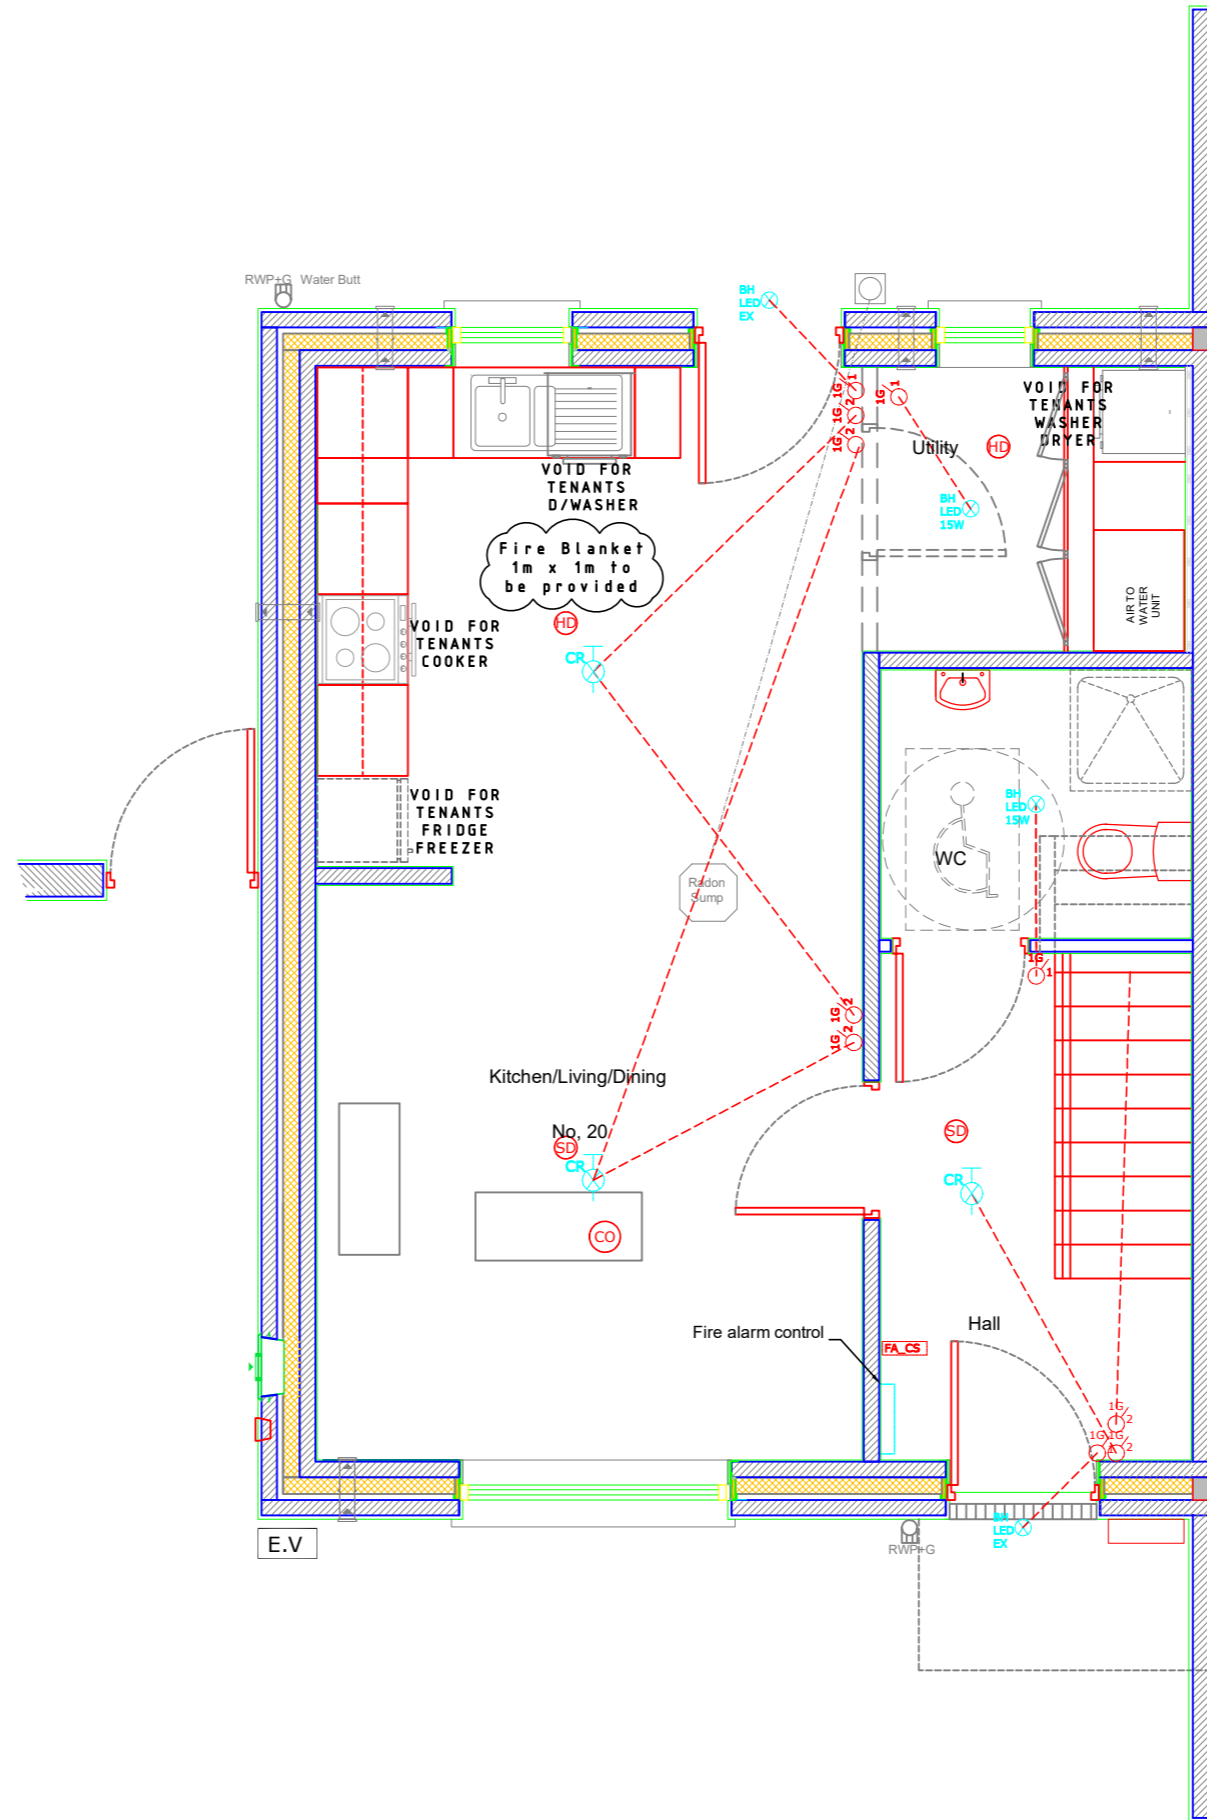 RWP+G Water Butt
BH
LED
EX
1G 1
1G 2
1G 2
1G 1
VOID FOR
TENANTS
WASHER
DRYER
Utility
HD
VOID FOR
TENANTS
D/WASHER
BH
LED
15W
Fire Blanket
1m x 1m to
be provided
HD
AIR TO
WATER
UNIT
VOID FOR
TENANTS
COOKER
CR
VOID FOR
TENANTS
FRIDGE
FREEZER
BH
LED
15W
WC
Radon
Sump
1G 1
1G 2
1G 2
Kitchen/Living/Dining
No, 20
SD
CR
SD
CR
CO
Hall
Fire alarm control
FA_CS
1G 2
1G
1G 2
E.V
RWP+G
BH
LED
EX